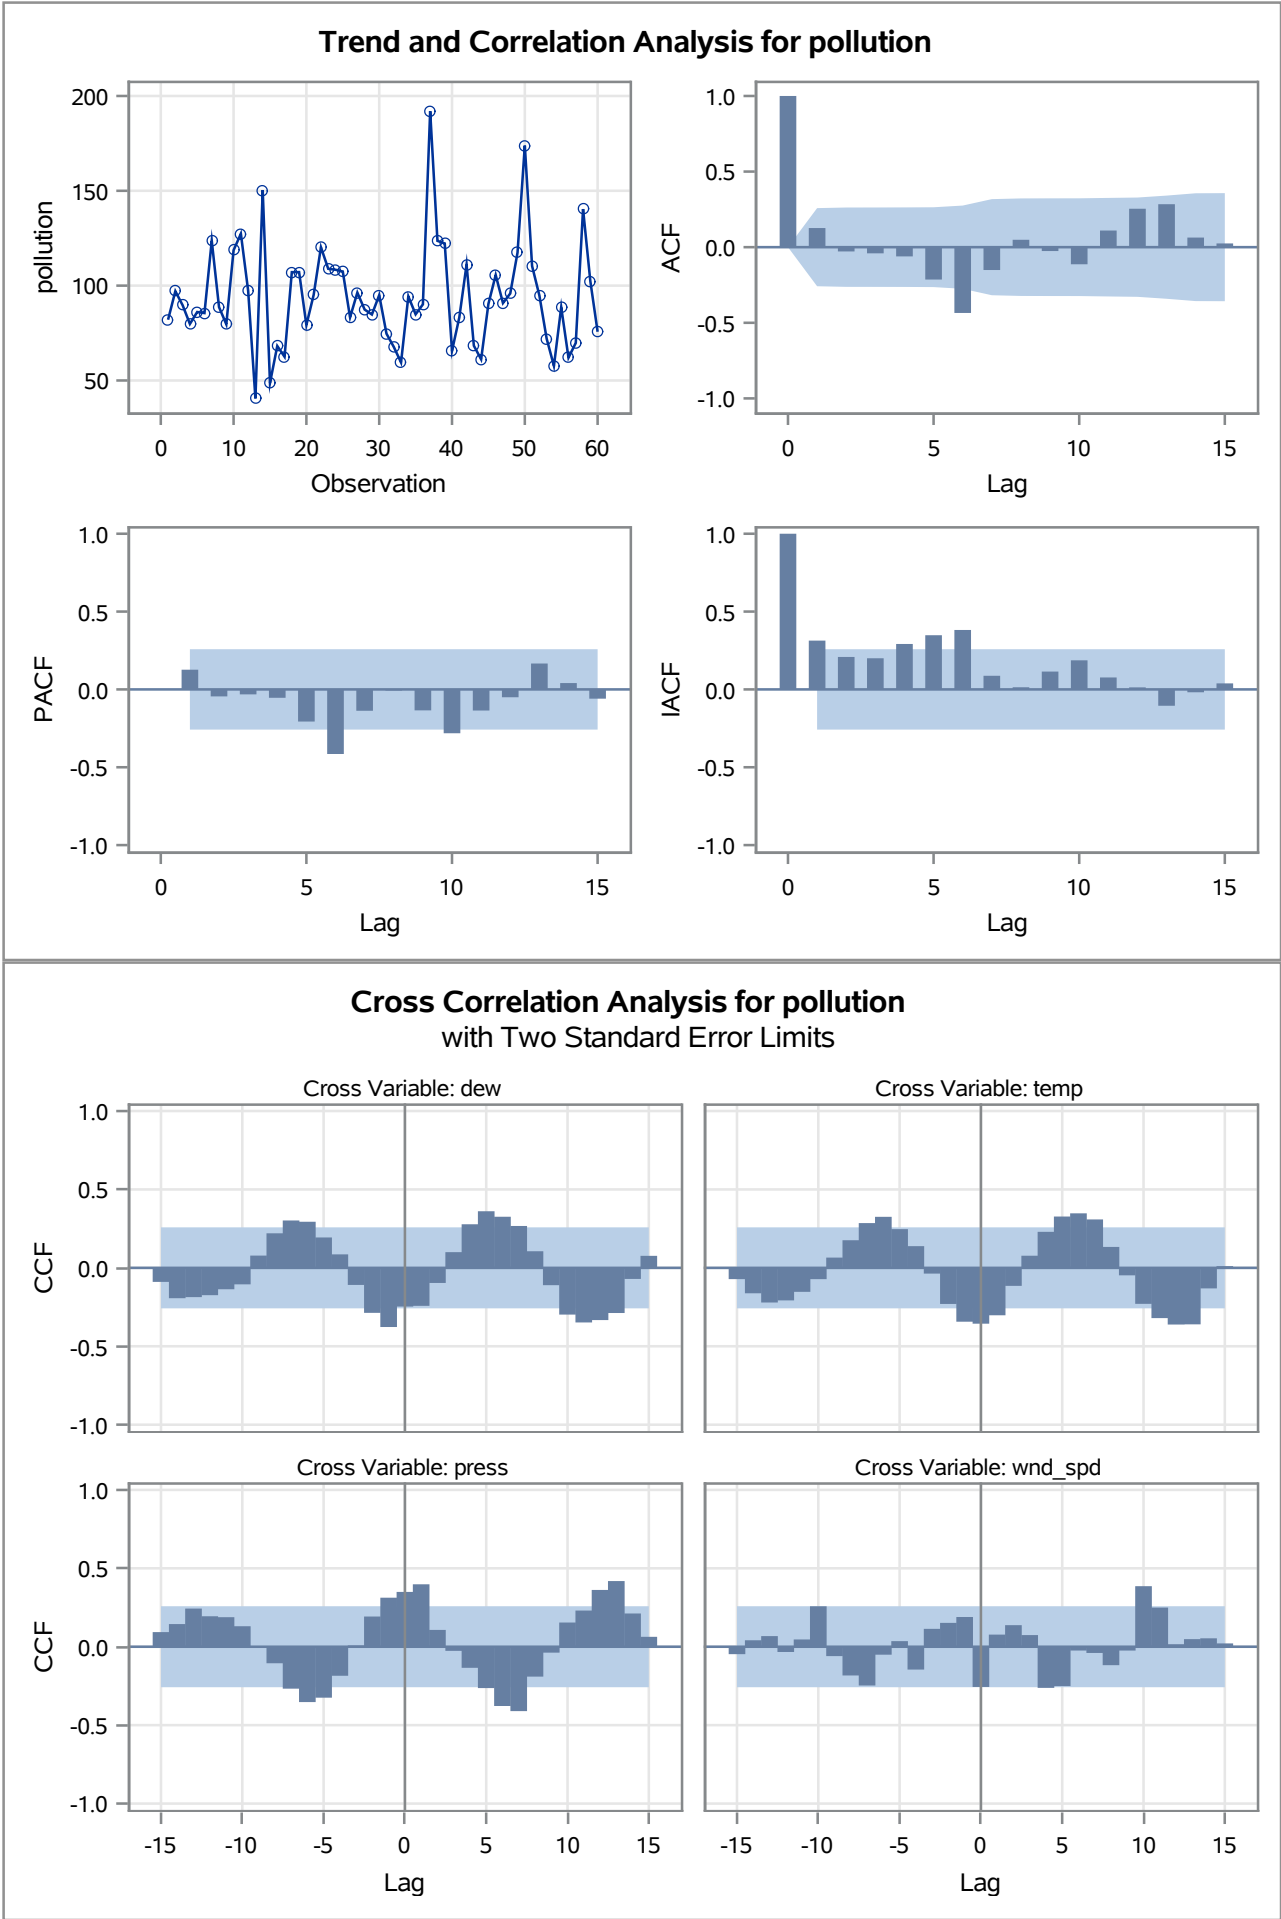 Trend and Correlation Analysis for pollution
200
150
100
50
pollution
0 10 20 30 40 50 60
Observation
1.0
0.5
0.0
-0.5
-1.0
ACF
0 5 10 15
Lag
1.0
0.5
0.0
-0.5
-1.0
PACF
0 5 10 15
Lag
1.0
0.5
0.0
-0.5
-1.0
IACF
0 5 10 15
Lag
Cross Correlation Analysis for pollution
with Two Standard Error Limits
Cross Variable: dew
Cross Variable: temp
1.0
0.5
0.0
-0.5
-1.0
CCF
Cross Variable: press
Cross Variable: wnd_spd
1.0
0.5
0.0
-0.5
-1.0
CCF
-15 -10 -5 0 5 10 15
Lag
-15 -10 -5 0 5 10 15
Lag